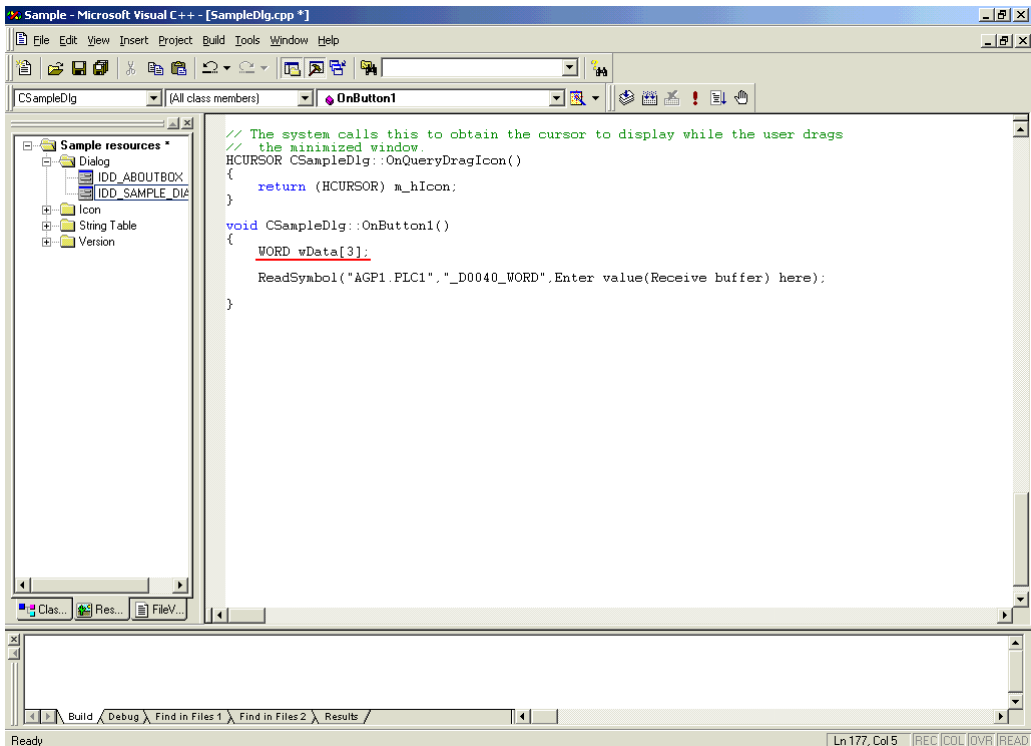 Sample - Microsoft Visual C++ - [SampleDlg.cpp *]
File Edit View Insert Project Build Tools Window Help
CSampleDlg (All class members) OnButton1
Sample resources *
Dialog
IDD_ABOUTBOX
IDD_SAMPLE_DIA
Icon
String Table
Version
Clas... Res... FileV...
// The system calls this to obtain the cursor to display while the user drags
//  the minimized window.
HCURSOR CSampleDlg::OnQueryDragIcon()
{
    return (HCURSOR) m_hIcon;
}
void CSampleDlg::OnButton1()
{
    WORD wData[3];
    ReadSymbol("AGP1.PLC1","_D0040_WORD",Enter value(Receive buffer) here);
}
Build Debug Find in Files 1 Find in Files 2 Results
Ready Ln 177, Col 5 REC COL OVR READ